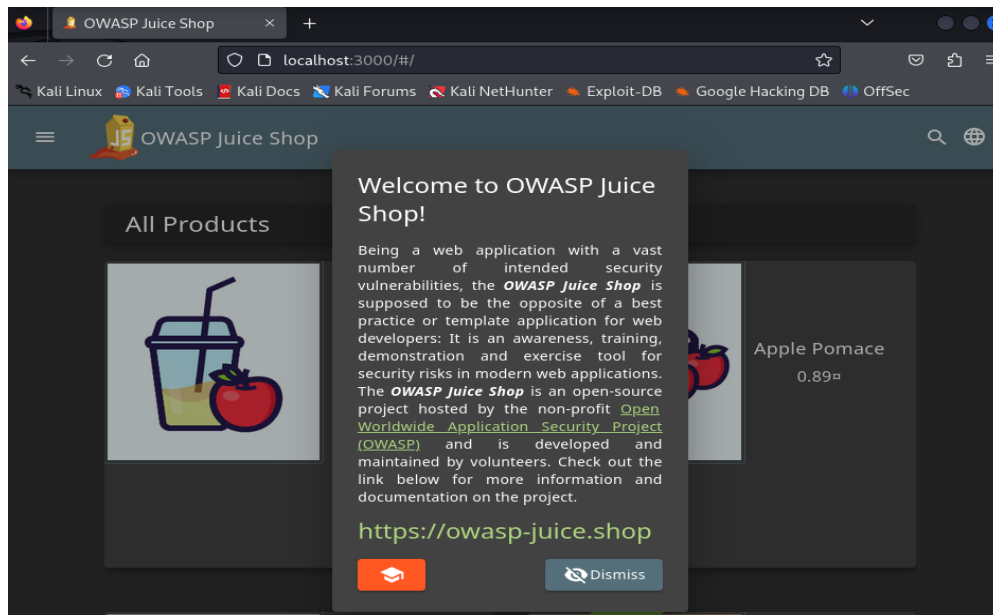 OWASP Juice Shop
localhost:3000/#/
Kali Linux Kali Tools Kali Docs Kali Forums Kali NetHunter Exploit-DB Google Hacking DB OffSec
JS
OWASP Juice Shop
All Products
Welcome to OWASP Juice
Shop!
Being a web application with a vast
number of intended security
vulnerabilities, the OWASP Juice Shop is
supposed to be the opposite of a best
practice or template application for web
developers: It is an awareness, training,
demonstration and exercise tool for
security risks in modern web applications.
The OWASP Juice Shop is an open-source
project hosted by the non-profit Open
Worldwide Application Security Project
(OWASP) and is developed and
maintained by volunteers. Check out the
link below for more information and
documentation on the project.
https://owasp-juice.shop
Dismiss
Apple Pomace
0.89¤